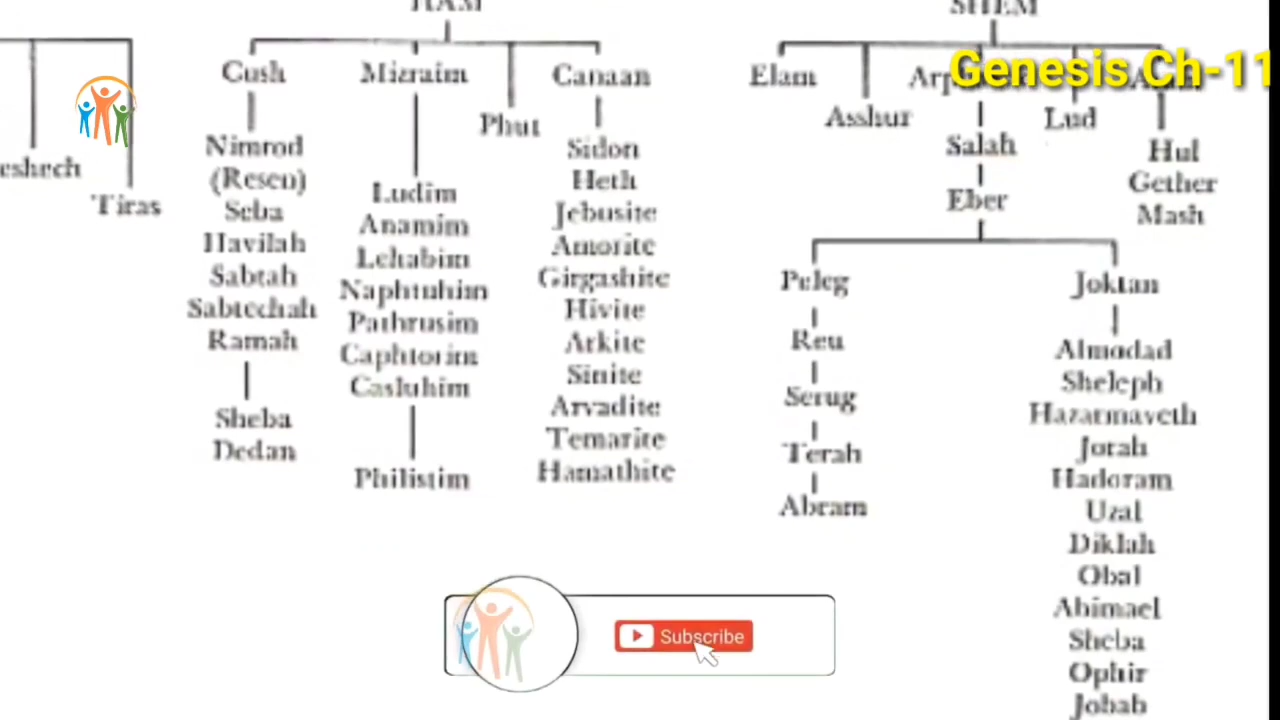 HAM
SHEM
Genesis Ch-11
Cush
Mizraim
Canaan
Elam
Phut
Asshur
Lud
eshech
Tiras
Nimrod
(Resen)
Seba
Havilah
Sabtah
Sabtechah
Ramah
Sheba
Dedan
Ludim
Anamim
Lehabim
Naphtuhim
Pathrusim
Caphtorim
Casluhim
Philistim
Sidon
Heth
Jebusite
Amorite
Girgashite
Hivite
Arkite
Sinite
Arvadite
Temarite
Hamathite
Salah
Eber
Hul
Gether
Mash
Peleg
Reu
Serug
Terah
Abram
Joktan
Almodad
Sheleph
Hazarmaveth
Jorah
Hadoram
Uzal
Diklah
Obal
Abimael
Sheba
Ophir
Jobab
Subscribe